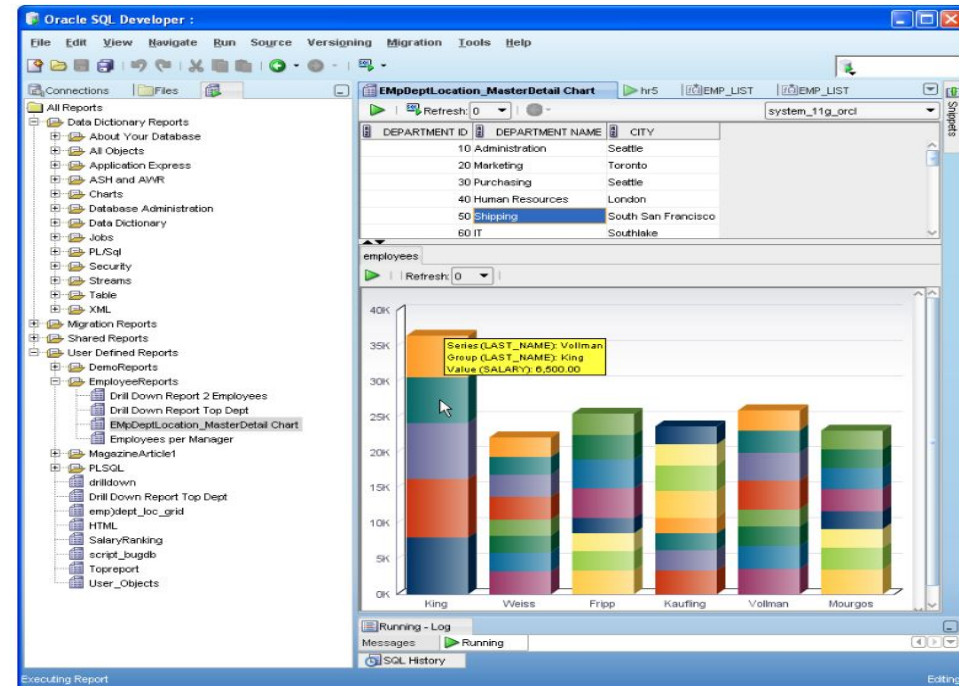 Oracle SQL Developer :
File Edit View Navigate Run Source Versioning Migration Tools Help
Connections Files
All Reports
Data Dictionary Reports
About Your Database
All Objects
Application Express
ASH and AWR
Charts
Database Administration
Data Dictionary
Jobs
PL/Sql
Security
Streams
Table
XML
Migration Reports
Shared Reports
User Defined Reports
DemoReports
EmployeeReports
Drill Down Report 2 Employees
Drill Down Report Top Dept
EMpDeptLocation_MasterDetail Chart
Employees per Manager
MagazineArticle1
PLSQL
drilldown
Drill Down Report Top Dept
emp)dept_loc_grid
HTML
SalaryRanking
script_bugdb
Topreport
User_Objects
EMpDeptLocation_MasterDetail Chart hr5 EMP_LIST EMP_LIST
Refresh: 0 system_11g_orcl
Snippets
DEPARTMENT ID DEPARTMENT NAME CITY
10 Administration Seattle
20 Marketing Toronto
30 Purchasing Seattle
40 Human Resources London
50 Shipping South San Francisco
60 IT Southlake
employees
Refresh: 0
40K
35K
30K
25K
20K
15K
10K
5K
0K
Series (LAST_NAME): Vollman
Group (LAST_NAME): King
Value (SALARY): 6,500.00
King Weiss Fripp Kaufling Vollman Mourgos
Running - Log
Messages Running
SQL History
Executing Report Editing